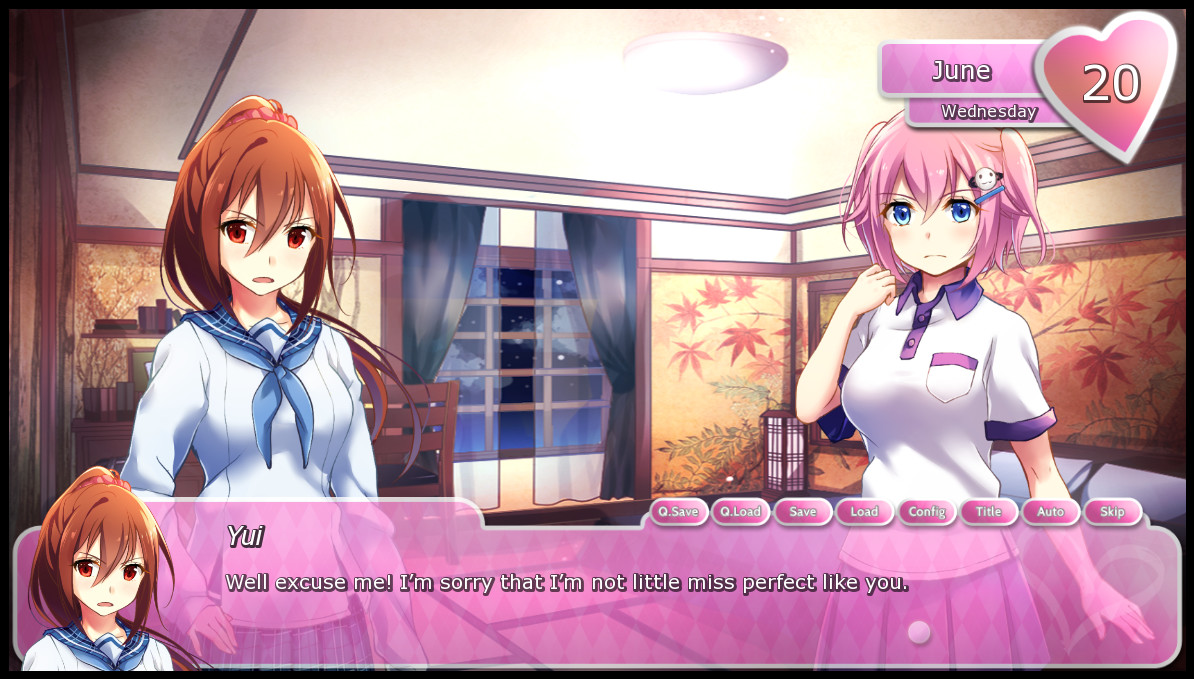 June
20
Wednesday
Q.Save Q.Load Save Load Config Title Auto Skip
Yui
Well excuse me! I'm sorry that I'm not little miss perfect like you.